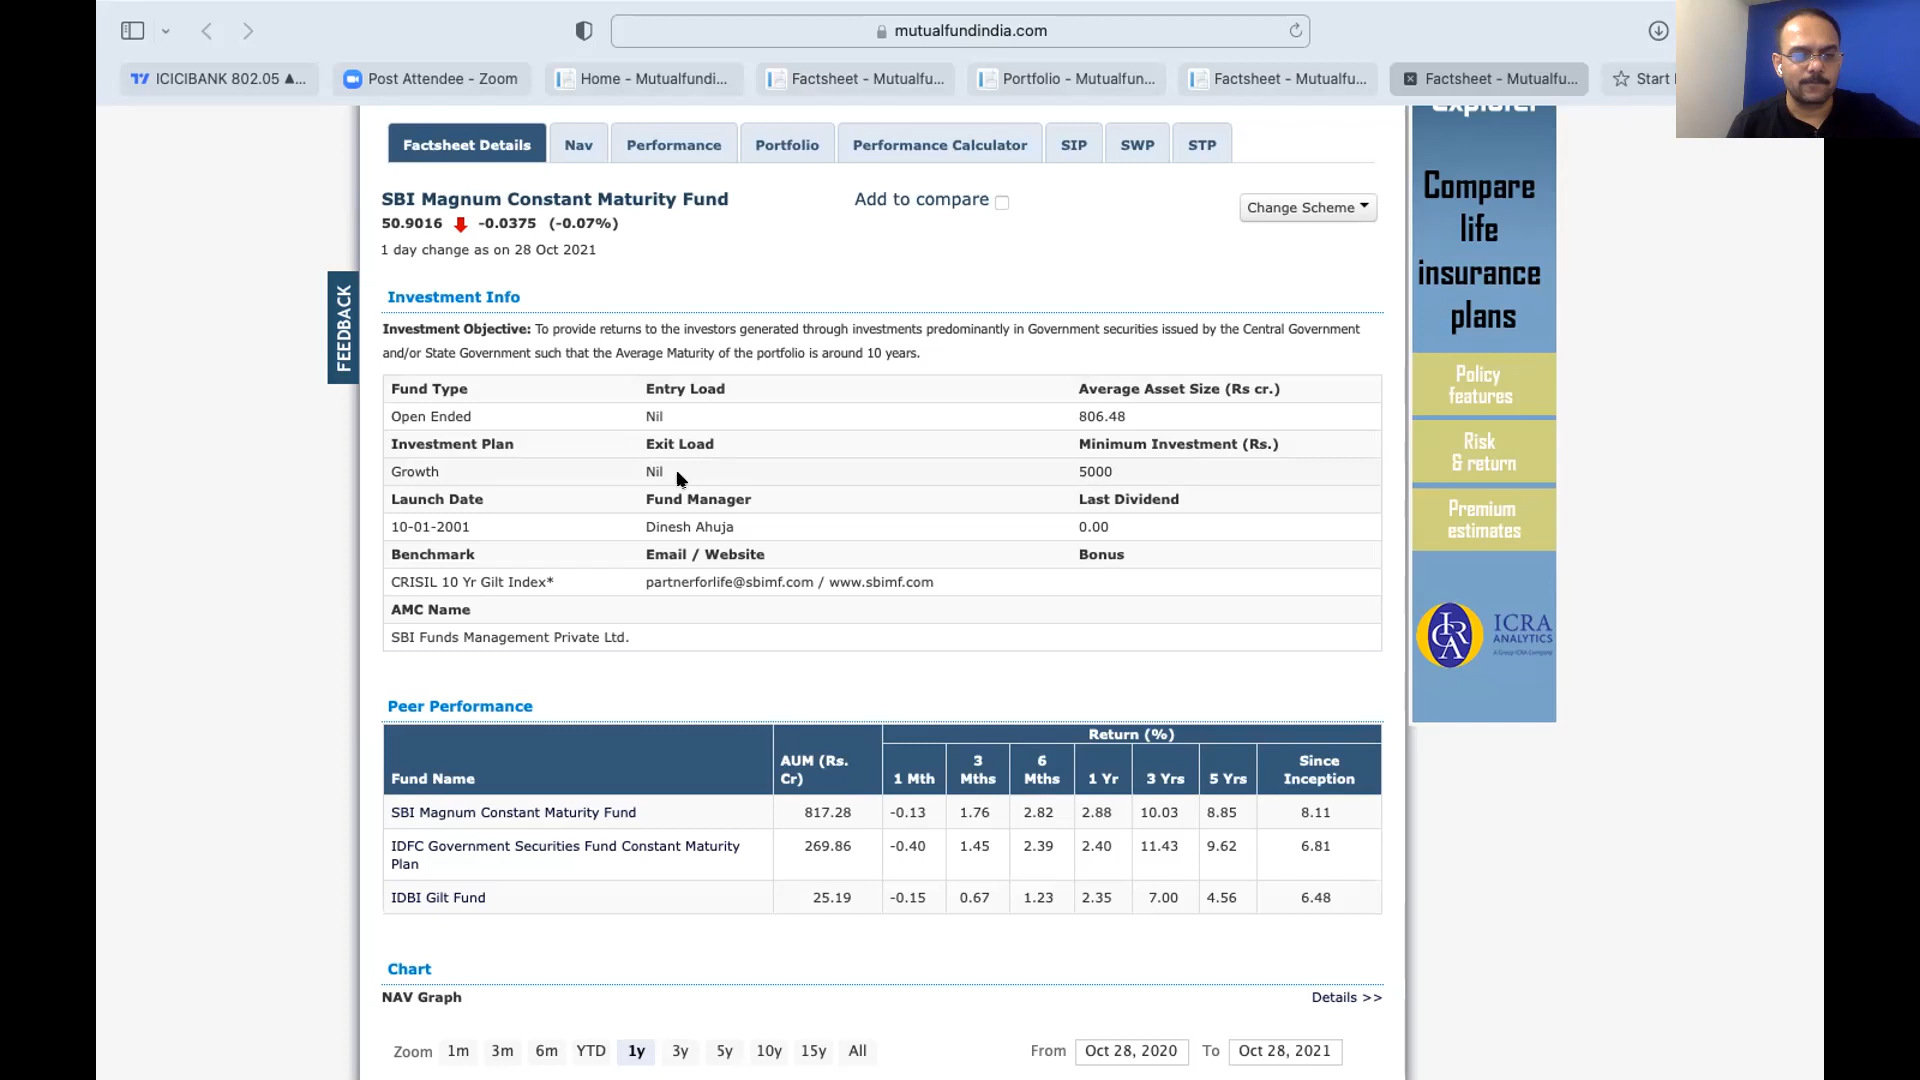 mutualfundindia.com
ICICIBANK 802.05 ▲...
Post Attendee - Zoom
Home - Mutualfundi...
Factsheet - Mutualfu...
Portfolio - Mutualfun...
Factsheet - Mutualfu...
Factsheet - Mutualfu...
Start
Factsheet Details
Nav
Performance
Portfolio
Performance Calculator
SIP
SWP
STP
SBI Magnum Constant Maturity Fund
Add to compare
Change Scheme
50.9016 -0.0375 (-0.07%)
1 day change as on 28 Oct 2021
FEEDBACK
Investment Info
Investment Objective: To provide returns to the investors generated through investments predominantly in Government securities issued by the Central Government
and/or State Government such that the Average Maturity of the portfolio is around 10 years.
Fund Type Entry Load Average Asset Size (Rs cr.)
Open Ended Nil 806.48
Investment Plan Exit Load Minimum Investment (Rs.)
Growth Nil 5000
Launch Date Fund Manager Last Dividend
10-01-2001 Dinesh Ahuja 0.00
Benchmark Email / Website Bonus
CRISIL 10 Yr Gilt Index* partnerforlife@sbimf.com / www.sbimf.com
AMC Name
SBI Funds Management Private Ltd.
Peer Performance
Fund Name AUM (Rs. Cr) Return (%)
1 Mth 3 Mths 6 Mths 1 Yr 3 Yrs 5 Yrs Since Inception
SBI Magnum Constant Maturity Fund 817.28 -0.13 1.76 2.82 2.88 10.03 8.85 8.11
IDFC Government Securities Fund Constant Maturity
Plan 269.86 -0.40 1.45 2.39 2.40 11.43 9.62 6.81
IDBI Gilt Fund 25.19 -0.15 0.67 1.23 2.35 7.00 4.56 6.48
Chart
NAV Graph Details >>
Zoom 1m 3m 6m YTD 1y 3y 5y 10y 15y All From Oct 28, 2020 To Oct 28, 2021
Compare
life
insurance
plans
Policy
features
Risk
& return
Premium
estimates
ICRA
ANALYTICS
A Group ICRA Company